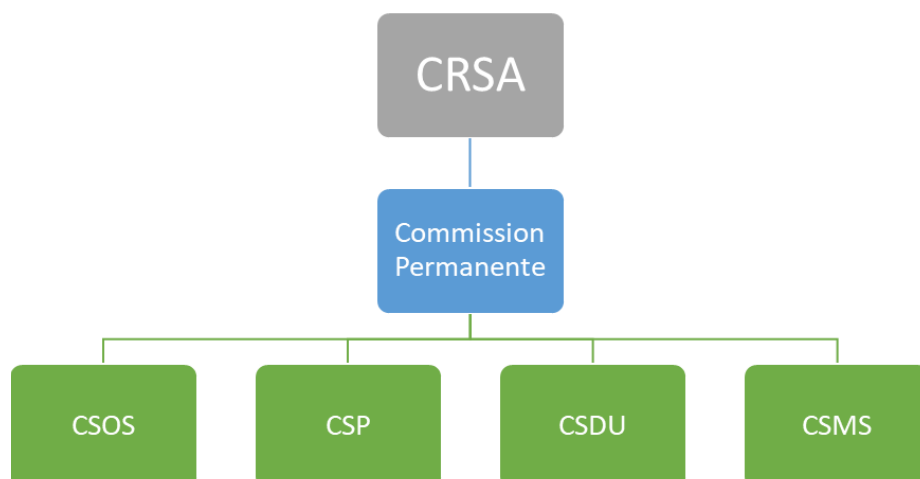 CRSA
Commission
Permanente
CSOS
CSP
CSDU
CSMS